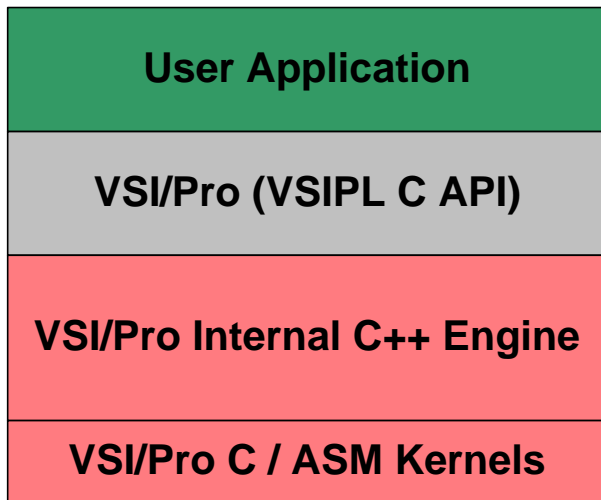 User Application
VSI/Pro (VSIPL C API)
VSI/Pro Internal C++ Engine
VSI/Pro C / ASM Kernels